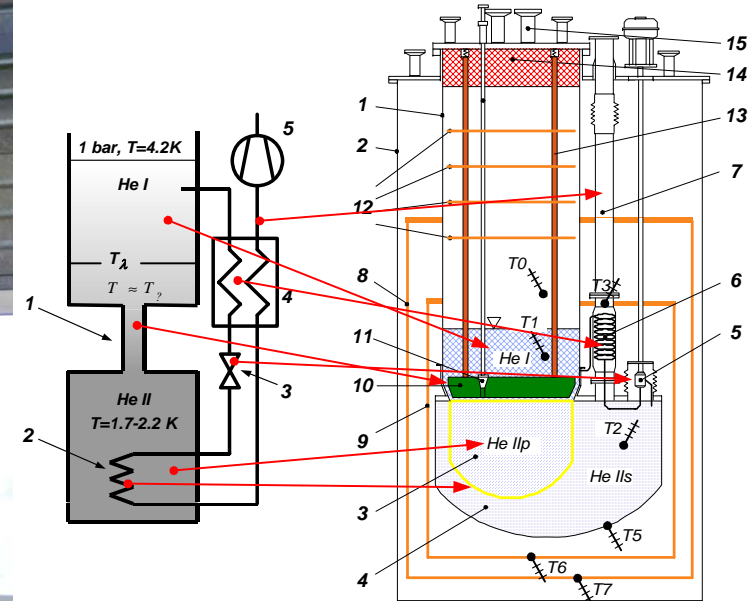 5
1 bar, T=4.2K
He I
Tλ
T ≈ T?
4
1
3
He II
T=1.7-2.2 K
2
15
14
1
13
2
7
12
T0
8
T3
6
T1
11
He I
5
10
T2
9
He IIp
He IIs
3
T5
4
T6
T7